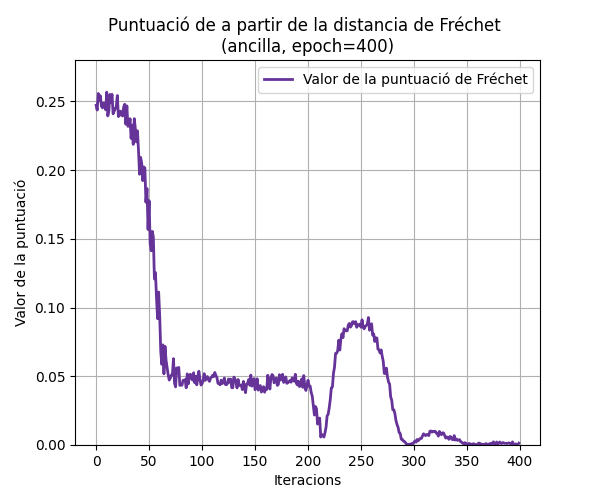 Puntuació de a partir de la distancia de Fréchet
(ancilla, epoch=400)
Valor de la puntuació de Fréchet
Valor de la puntuació
0.25
0.20
0.15
0.10
0.05
0.00
0 50 100 150 200 250 300 350 400
Iteracions